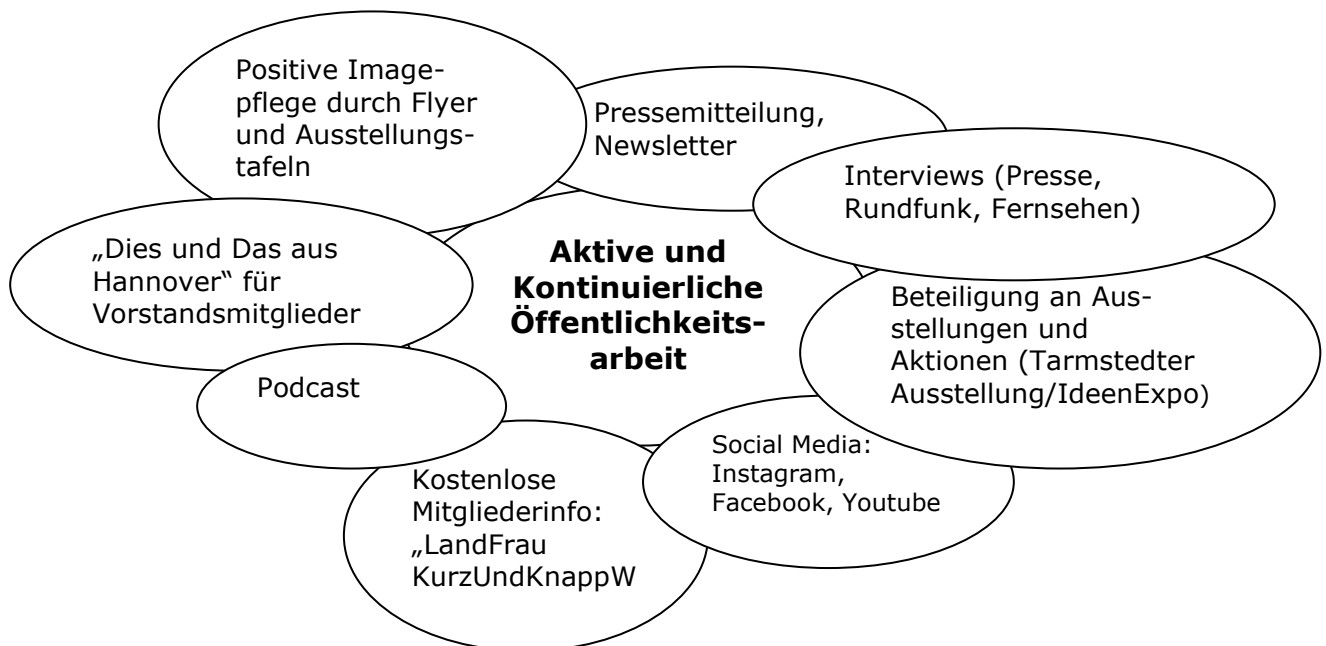 Positive Image-
pflege durch Flyer
und Ausstellungs-
tafeln
Pressemitteilung,
Newsletter
Interviews (Presse,
Rundfunk, Fernsehen)
„Dies und Das aus
Hannover“ für
Vorstandsmitglieder
Aktive und
Kontinuierliche
Öffentlichkeits-
arbeit
Beteiligung an Aus-
stellungen und
Aktionen (Tarmstedter
Ausstellung/IdeenExpo)
Podcast
Social Media:
Instagram,
Facebook, Youtube
Kostenlose
Mitgliederinfo:
„LandFrau
KurzUndKnappW